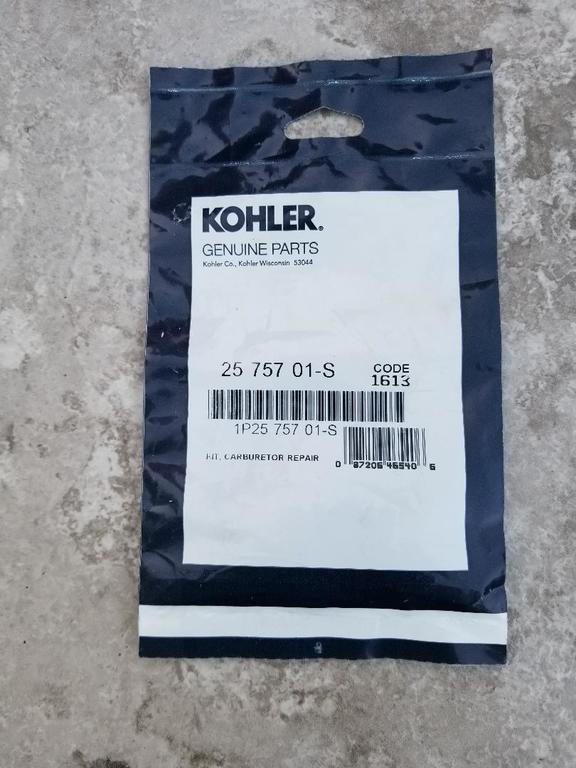 KOHLER®
GENUINE PARTS
Kohler Co., Kohler Wisconsin 53044
25 757 01-S
CODE
1613
1P25 757 01-S
KIT, CARBURETOR REPAIR
0 87206 46540 6